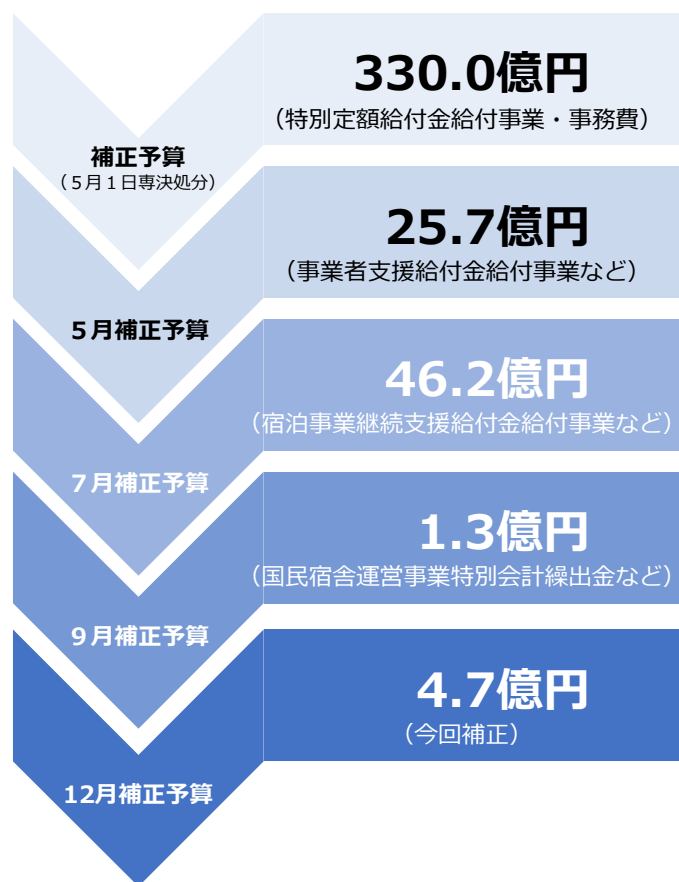 330.0億円
（特別定額給付金給付事業・事務費）
補正予算
（５月１日専決処分）
25.7億円
（事業者支援給付金給付事業など）
５月補正予算
46.2億円
（宿泊事業継続支援給付金給付事業など）
７月補正予算
1.3億円
（国民宿舎運営事業特別会計繰出金など）
９月補正予算
4.7億円
（今回補正）
12月補正予算